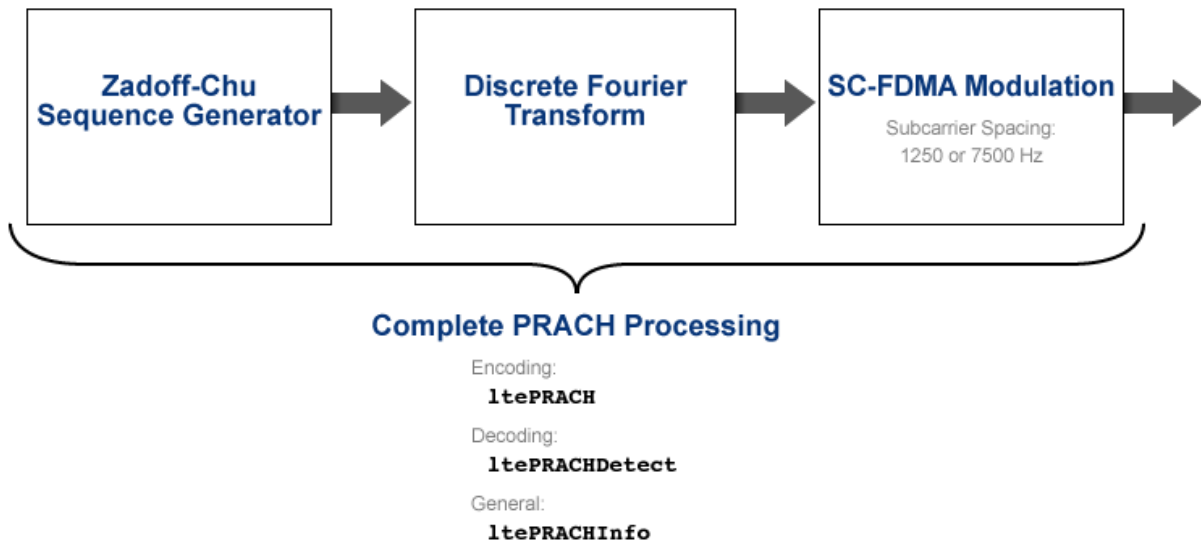 Zadoff-Chu
Sequence Generator
Discrete Fourier
Transform
SC-FDMA Modulation
Subcarrier Spacing:
1250 or 7500 Hz
Complete PRACH Processing
Encoding:
ltePRACH
Decoding:
ltePRACHDetect
General:
ltePRACHInfo